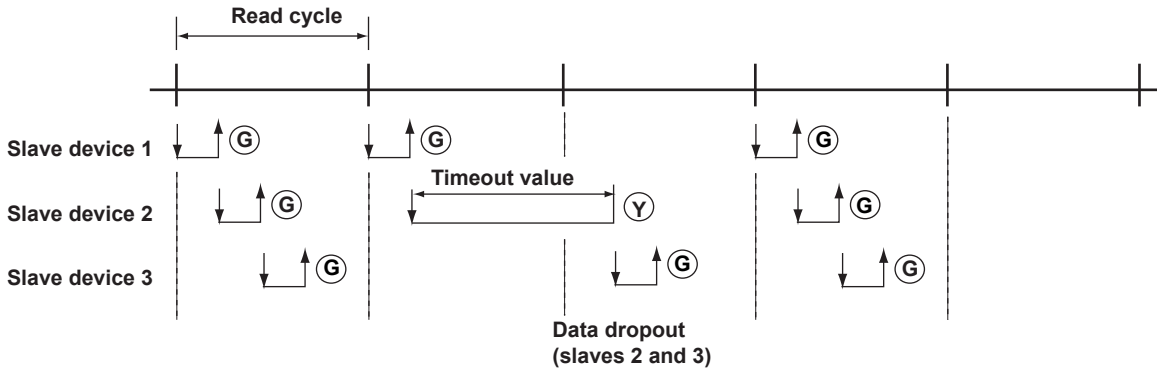 Read cycle
Slave device 1
G
G
G
Timeout value
Slave device 2
G
Y
G
Slave device 3
G
G
G
Data dropout
(slaves 2 and 3)